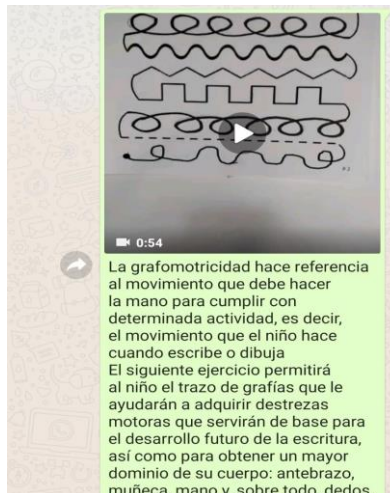 0:54
La grafomotricidad hace referencia
al movimiento que debe hacer
la mano para cumplir con
determinada actividad, es decir,
el movimiento que el niño hace
cuando escribe o dibuja
El siguiente ejercicio permitirá
al niño el trazo de grafías que le
ayudarán a adquirir destrezas
motoras que servirán de base para
el desarrollo futuro de la escritura,
así como para obtener un mayor
dominio de su cuerpo: antebrazo,
muñeca, mano y, sobre todo, dedos